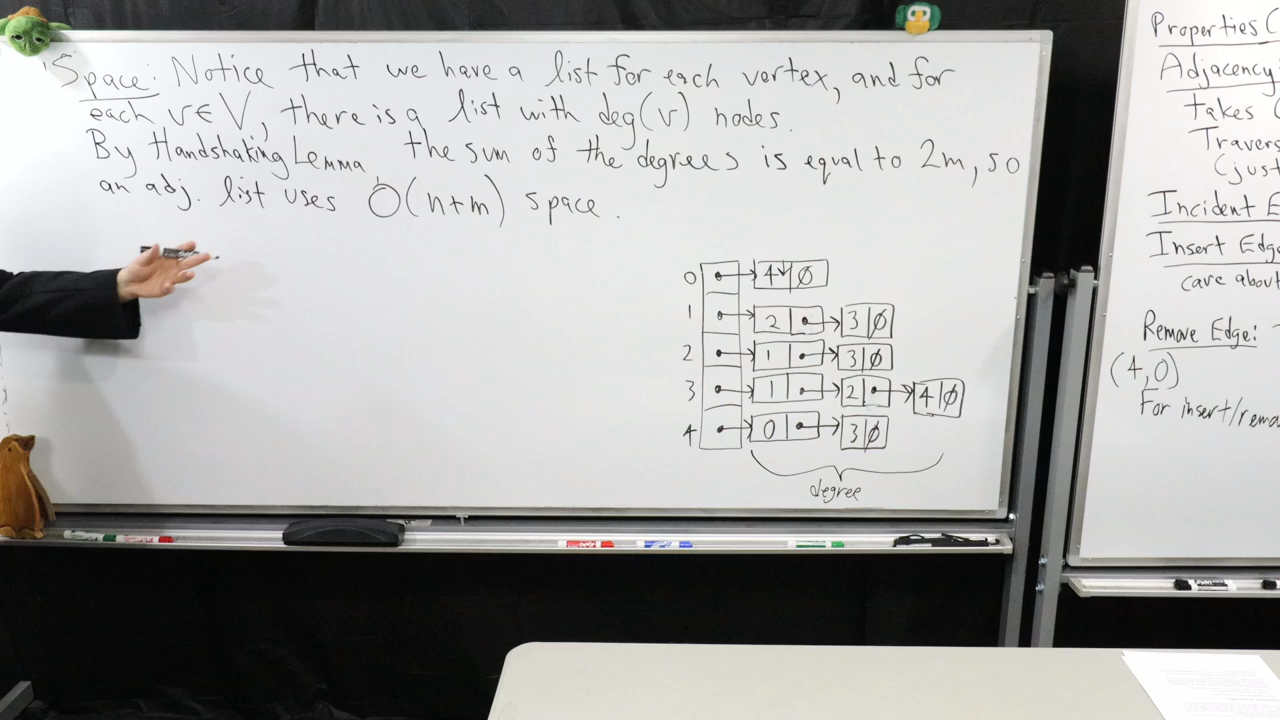 Space: Notice that we have a list for each vertex, and for
each v∈V, there is a list with deg(v) nodes.
By Handshaking Lemma, the sum of the degrees is equal to 2m, so
an adj. list uses O(n+m) space.
0 4 ∅
1 2 3 ∅
2 1 3 ∅
3 1 2 4 ∅
4 0 3 ∅
degree
Properties (
Adjacency:
takes (
Travers
(just
Incident E
Insert Edge
care about
Remove Edge:
(4,0)
For insert/remo